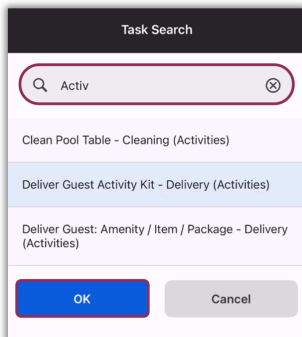 Task Search
Activ
Clean Pool Table - Cleaning (Activities)
Deliver Guest Activity Kit - Delivery (Activities)
Deliver Guest: Amenity / Item / Package - Delivery
(Activities)
OK
Cancel